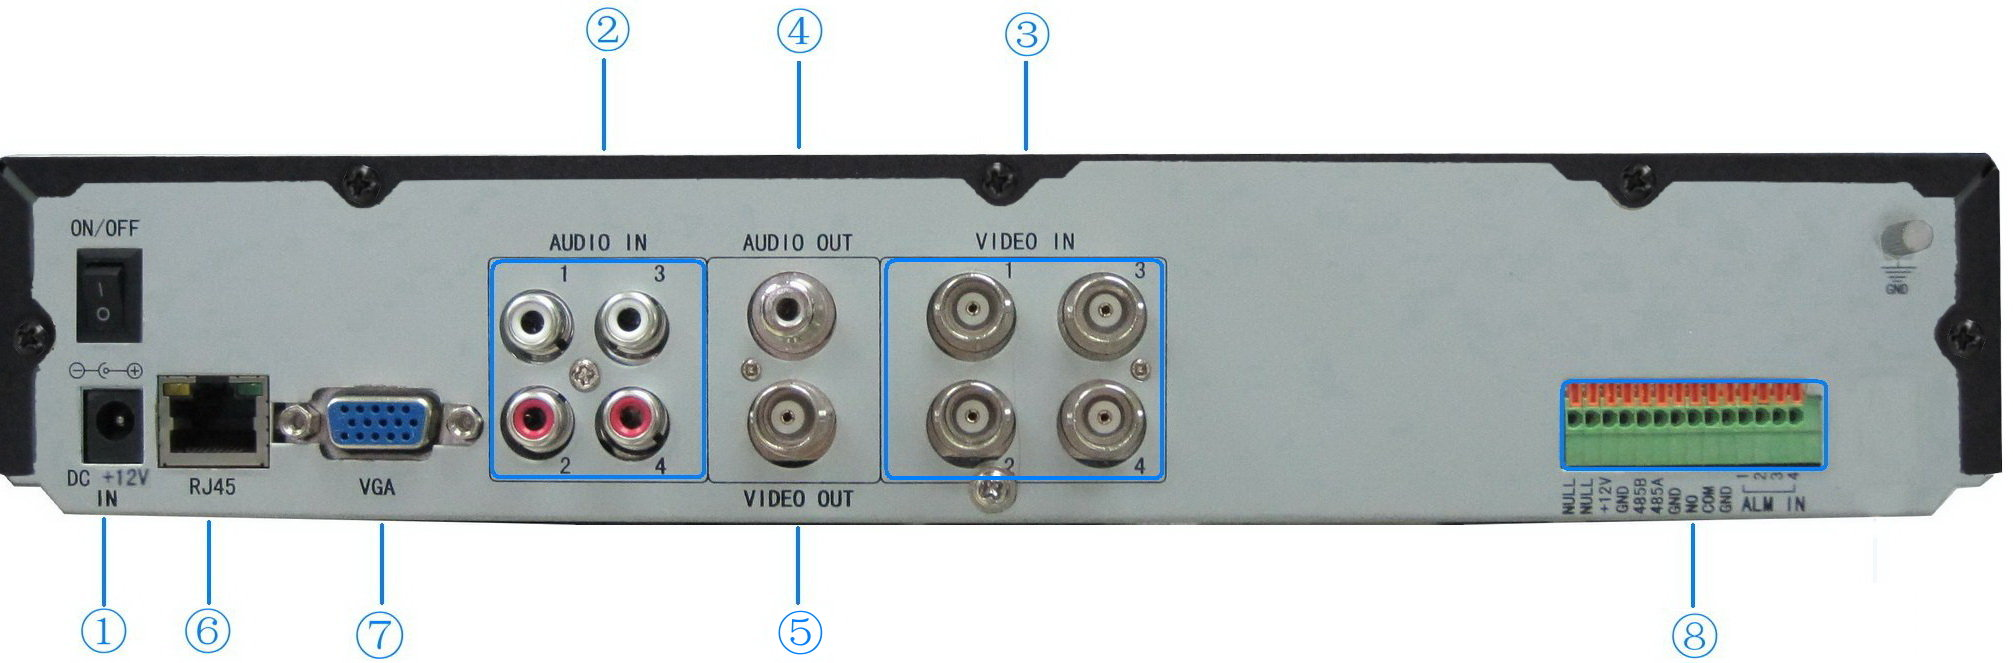 ② ④ ③
ON/OFF
AUDIO IN
AUDIO OUT
VIDEO IN
1 3
1 3
GND
2 4
2 4
DC +12V
IN
RJ45
VGA
VIDEO OUT
NULL
NULL
+12V
GND
485B
485A
GND
NO
COM
GND
1
2
3
4
ALM IN
① ⑥ ⑦ ⑤ ⑧